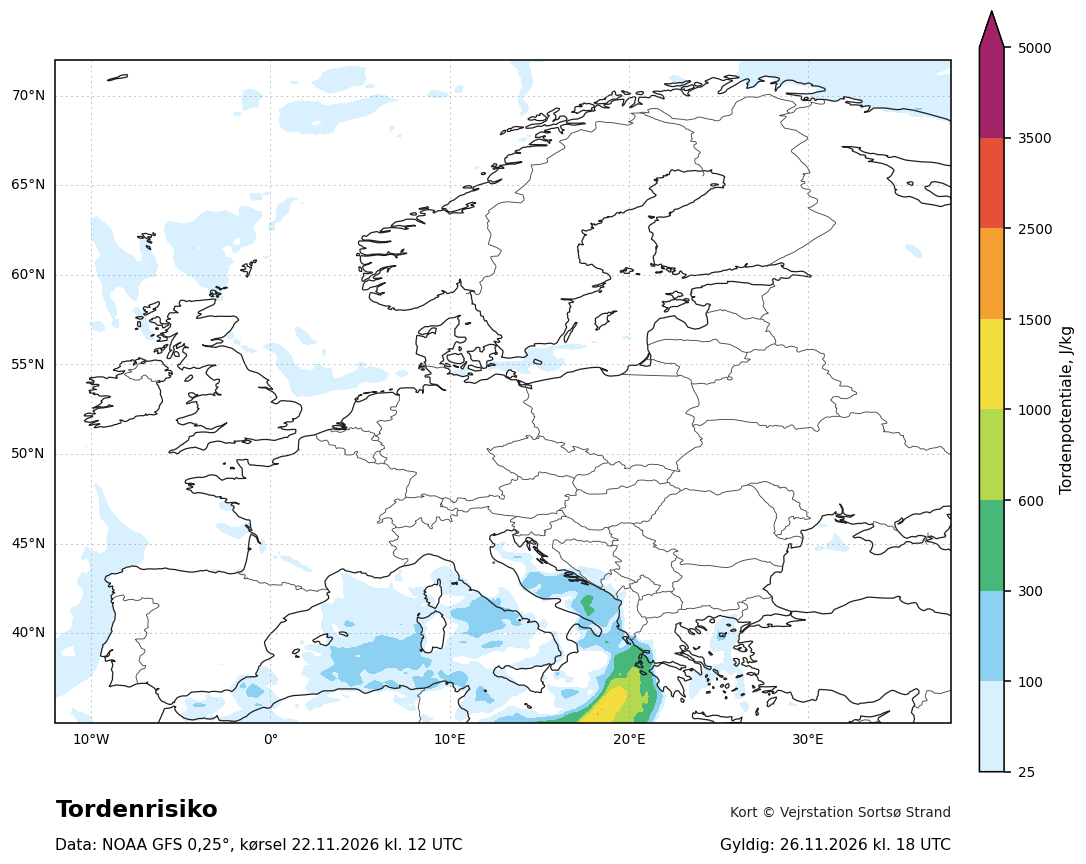 70°N
65°N
60°N
55°N
50°N
45°N
40°N
10°W
0°
10°E
20°E
30°E
5000
3500
2500
1500
1000
600
300
100
25
Tordenpotentiale, J/kg
Tordenrisiko
Kort © Vejrstation Sortsø Strand
Data: NOAA GFS 0,25°, kørsel 22.11.2026 kl. 12 UTC
Gyldig: 26.11.2026 kl. 18 UTC